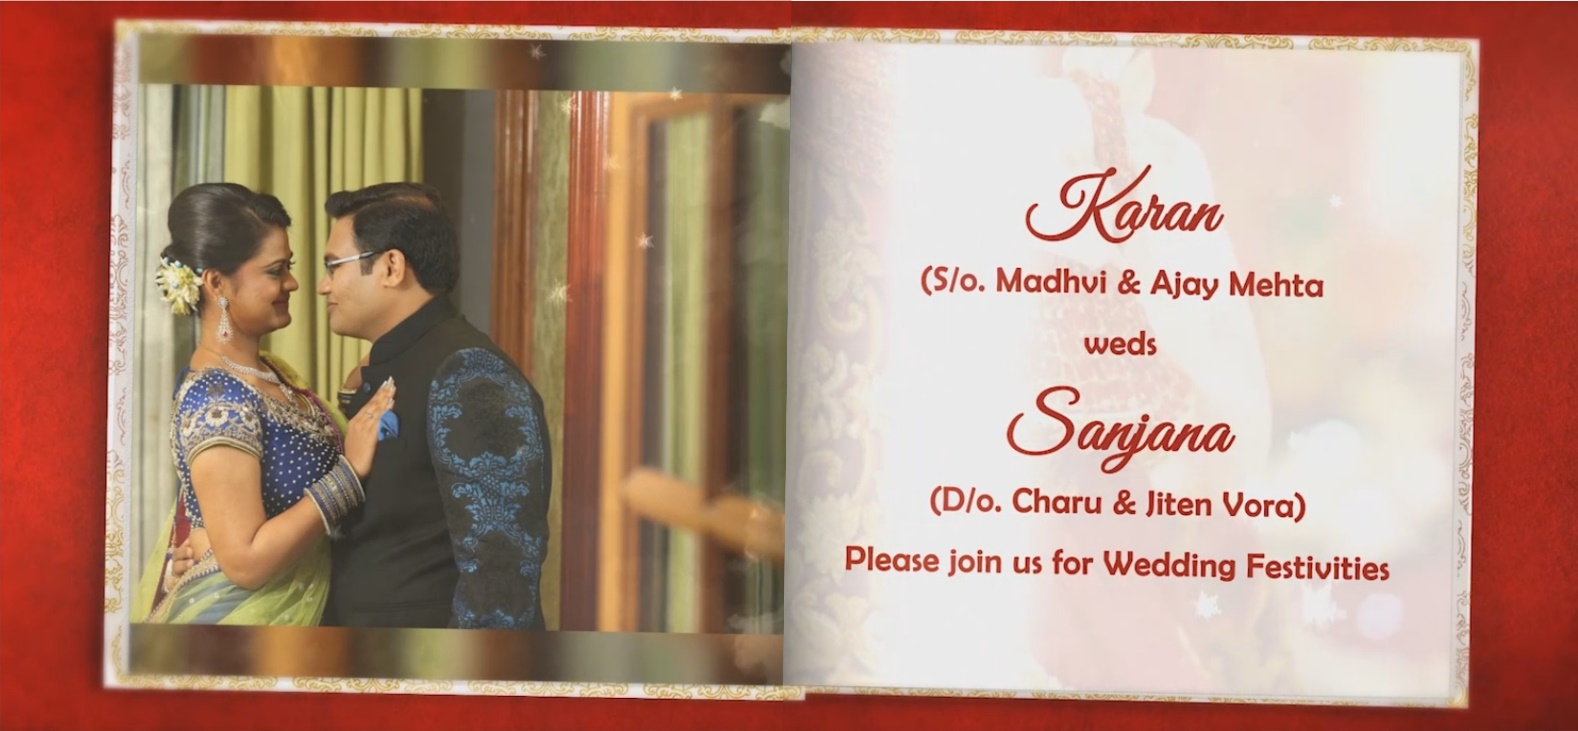 Karan
(S/o. Madhvi & Ajay Mehta
weds
Sanjana
(D/o. Charu & Jiten Vora)
Please join us for Wedding Festivities